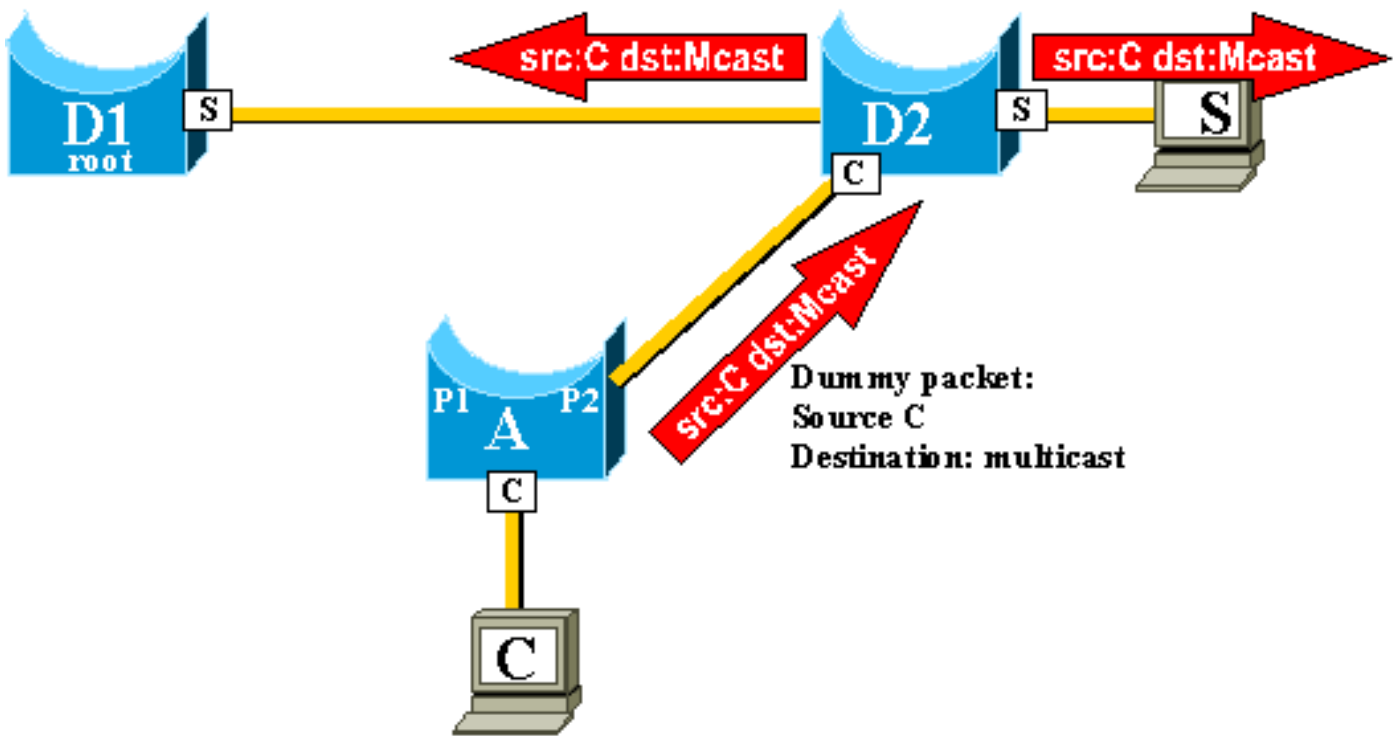 src:C dst:Mcast
src:C dst:Mcast
D1
root
S
D2
S
S
C
src:C dst:Mcast
P1
P2
A
Dummy packet:
Source C
Destination: multicast
C
C